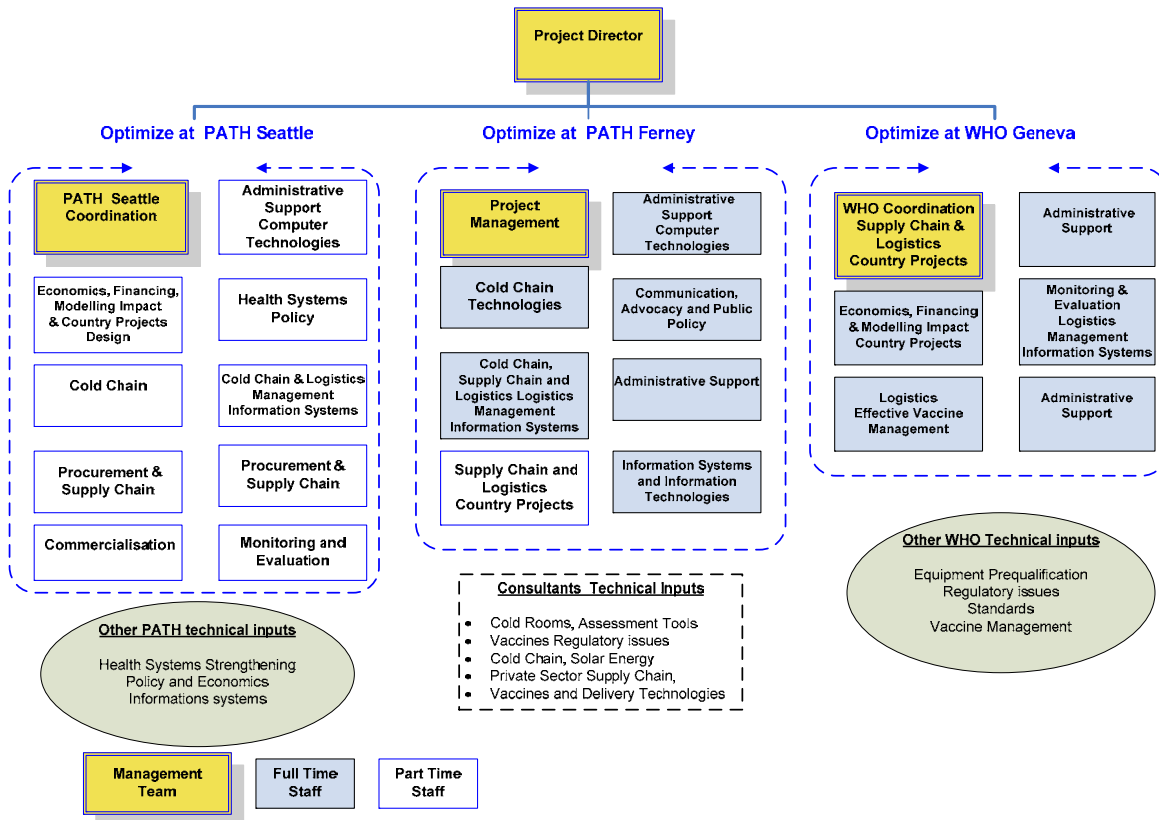 Project Director
Optimize at PATH Seattle
PATH Seattle
Coordination
Administrative
Support
Computer
Technologies
Economics, Financing,
Modelling Impact
& Country Projects
Design
Health Systems
Policy
Cold Chain
Cold Chain & Logistics
Management
Information Systems
Procurement &
Supply Chain
Procurement &
Supply Chain
Commercialisation
Monitoring and
Evaluation
Other PATH technical inputs
Health Systems Strengthening
Policy and Economics
Informations systems
Optimize at PATH Ferney
Project
Management
Administrative
Support
Computer
Technologies
Cold Chain
Technologies
Communication,
Advocacy and Public
Policy
Cold Chain,
Supply Chain and
Logistics Logistics
Management
Information Systems
Administrative Support
Supply Chain and
Logistics
Country Projects
Information Systems
and Information
Technologies
Consultants Technical Inputs
• Cold Rooms, Assessment Tools
• Vaccines Regulatory issues
• Cold Chain, Solar Energy
• Private Sector Supply Chain,
• Vaccines and Delivery Technologies
Optimize at WHO Geneva
WHO Coordination
Supply Chain &
Logistics
Country Projects
Administrative
Support
Economics, Financing
& Modelling Impact
Country Projects
Monitoring &
Evaluation
Logistics
Management
Information Systems
Logistics
Effective Vaccine
Management
Administrative
Support
Other WHO Technical inputs
Equipment Prequalification
Regulatory issues
Standards
Vaccine Management
Management
Team
Full Time
Staff
Part Time
Staff